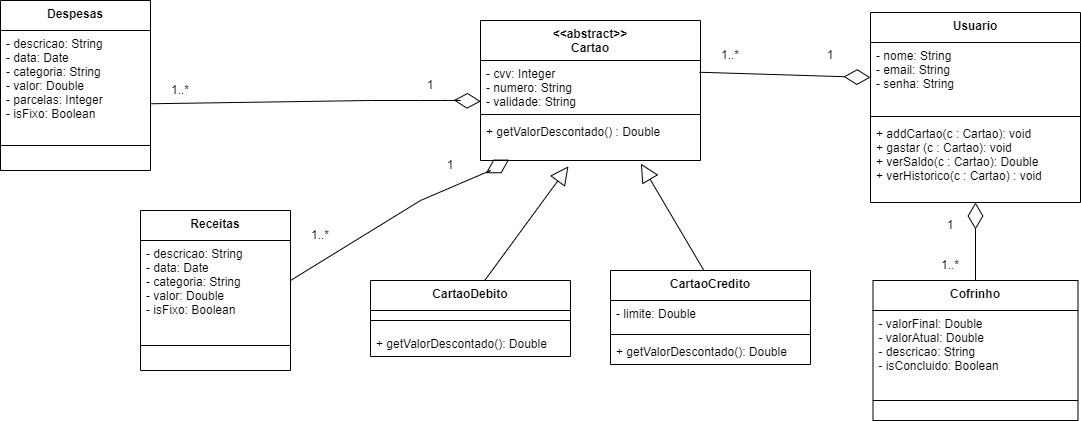 Despesas
- descricao: String
- data: Date
- categoria: String
- valor: Double
- parcelas: Integer
- isFixo: Boolean
1..*
1
<<abstract>>
Cartao
- cvv: Integer
- numero: String
- validade: String
+ getValorDescontado() : Double
1..*
1
Usuario
- nome: String
- email: String
- senha: String
+ addCartao(c : Cartao): void
+ gastar (c : Cartao): void
+ verSaldo(c : Cartao): Double
+ verHistorico(c : Cartao) : void
1
1..*
Receitas
- descricao: String
- data: Date
- categoria: String
- valor: Double
- isFixo: Boolean
CartaoDebito
+ getValorDescontado(): Double
CartaoCredito
- limite: Double
+ getValorDescontado(): Double
1
1..*
Cofrinho
- valorFinal: Double
- valorAtual: Double
- descricao: String
- isConcluido: Boolean